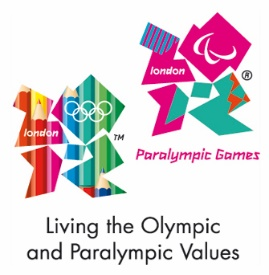 london
®
london
™
Paralympic Games
Living the Olympic
and Paralympic Values